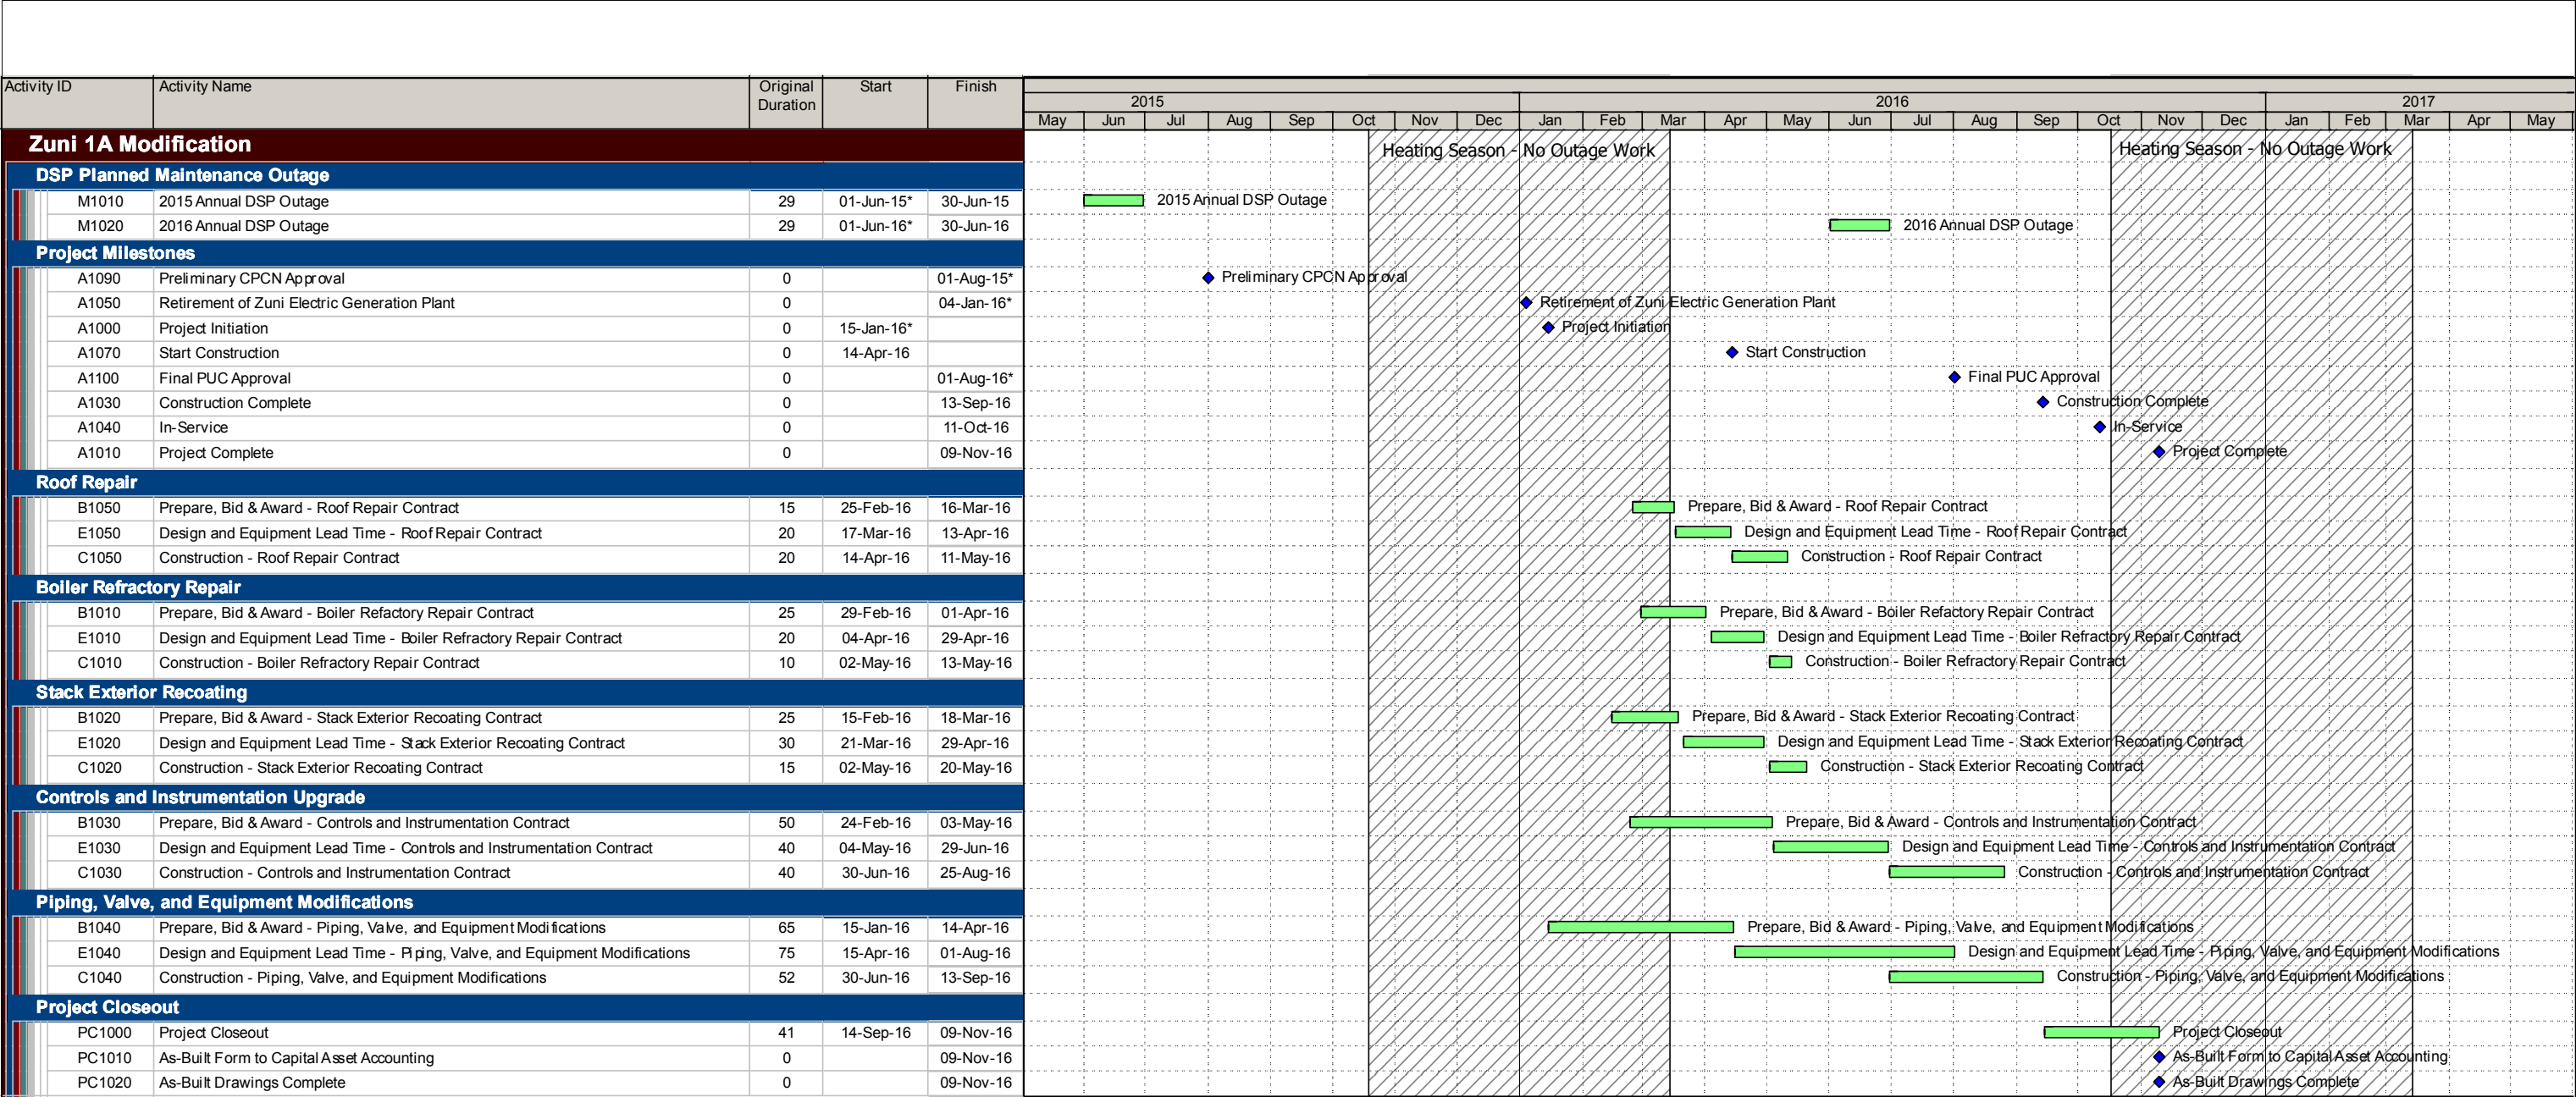 Activity ID Activity Name Original Duration Start Finish
2015 2016 2017
May Jun Jul Aug Sep Oct Nov Dec Jan Feb Mar Apr May Jun Jul Aug Sep Oct Nov Dec Jan Feb Mar Apr May
Zuni 1A Modification Heating Season - No Outage Work Heating Season - No Outage Work
DSP Planned Maintenance Outage
M1010 2015 Annual DSP Outage 29 01-Jun-15* 30-Jun-15 2015 Annual DSP Outage
M1020 2016 Annual DSP Outage 29 01-Jun-16* 30-Jun-16 2016 Annual DSP Outage
Project Milestones
A1090 Preliminary CPCN Approval 0 01-Aug-15* Preliminary CPCN Approval
A1050 Retirement of Zuni Electric Generation Plant 0 04-Jan-16* Retirement of Zuni Electric Generation Plant
A1000 Project Initiation 0 15-Jan-16* Project Initiation
A1070 Start Construction 0 14-Apr-16 Start Construction
A1100 Final PUC Approval 0 01-Aug-16* Final PUC Approval
A1030 Construction Complete 0 13-Sep-16 Construction Complete
A1040 In-Service 0 11-Oct-16 In-Service
A1010 Project Complete 0 09-Nov-16 Project Complete
Roof Repair
B1050 Prepare, Bid & Award - Roof Repair Contract 15 25-Feb-16 16-Mar-16 Prepare, Bid & Award - Roof Repair Contract
E1050 Design and Equipment Lead Time - Roof Repair Contract 20 17-Mar-16 13-Apr-16 Design and Equipment Lead Time - Roof Repair Contract
C1050 Construction - Roof Repair Contract 20 14-Apr-16 11-May-16 Construction - Roof Repair Contract
Boiler Refractory Repair
B1010 Prepare, Bid & Award - Boiler Refactory Repair Contract 25 29-Feb-16 01-Apr-16 Prepare, Bid & Award - Boiler Refactory Repair Contract
E1010 Design and Equipment Lead Time - Boiler Refractory Repair Contract 20 04-Apr-16 29-Apr-16 Design and Equipment Lead Time - Boiler Refractory Repair Contract
C1010 Construction - Boiler Refractory Repair Contract 10 02-May-16 13-May-16 Construction - Boiler Refractory Repair Contract
Stack Exterior Recoating
B1020 Prepare, Bid & Award - Stack Exterior Recoating Contract 25 15-Feb-16 18-Mar-16 Prepare, Bid & Award - Stack Exterior Recoating Contract
E1020 Design and Equipment Lead Time - Stack Exterior Recoating Contract 30 21-Mar-16 29-Apr-16 Design and Equipment Lead Time - Stack Exterior Recoating Contract
C1020 Construction - Stack Exterior Recoating Contract 15 02-May-16 20-May-16 Construction - Stack Exterior Recoating Contract
Controls and Instrumentation Upgrade
B1030 Prepare, Bid & Award - Controls and Instrumentation Contract 50 24-Feb-16 03-May-16 Prepare, Bid & Award - Controls and Instrumentation Contract
E1030 Design and Equipment Lead Time - Controls and Instrumentation Contract 40 04-May-16 29-Jun-16 Design and Equipment Lead Time - Controls and Instrumentation Contract
C1030 Construction - Controls and Instrumentation Contract 40 30-Jun-16 25-Aug-16 Construction - Controls and Instrumentation Contract
Piping, Valve, and Equipment Modifications
B1040 Prepare, Bid & Award - Piping, Valve, and Equipment Modifications 65 15-Jan-16 14-Apr-16 Prepare, Bid & Award - Piping, Valve, and Equipment Modifications
E1040 Design and Equipment Lead Time - Piping, Valve, and Equipment Modifications 75 15-Apr-16 01-Aug-16 Design and Equipment Lead Time - Piping, Valve, and Equipment Modifications
C1040 Construction - Piping, Valve, and Equipment Modifications 52 30-Jun-16 13-Sep-16 Construction - Piping, Valve, and Equipment Modifications
Project Closeout
PC1000 Project Closeout 41 14-Sep-16 09-Nov-16 Project Closeout
PC1010 As-Built Form to Capital Asset Accounting 0 09-Nov-16 As-Built Form to Capital Asset Accounting
PC1020 As-Built Drawings Complete 0 09-Nov-16 As-Built Drawings Complete